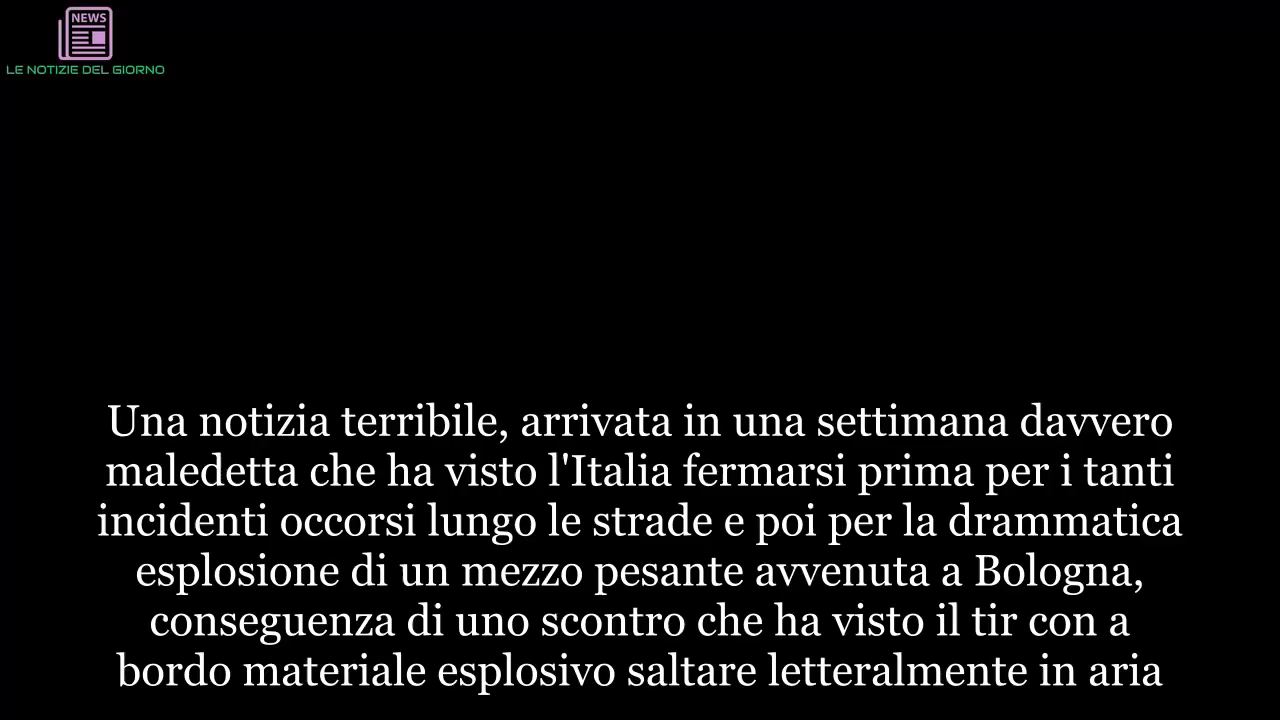 NEWS
LE NOTIZIE DEL GIORNO
Una notizia terribile, arrivata in una settimana davvero
maledetta che ha visto l'Italia fermarsi prima per i tanti
incidenti occorsi lungo le strade e poi per la drammatica
esplosione di un mezzo pesante avvenuta a Bologna,
conseguenza di uno scontro che ha visto il tir con a
bordo materiale esplosivo saltare letteralmente in aria